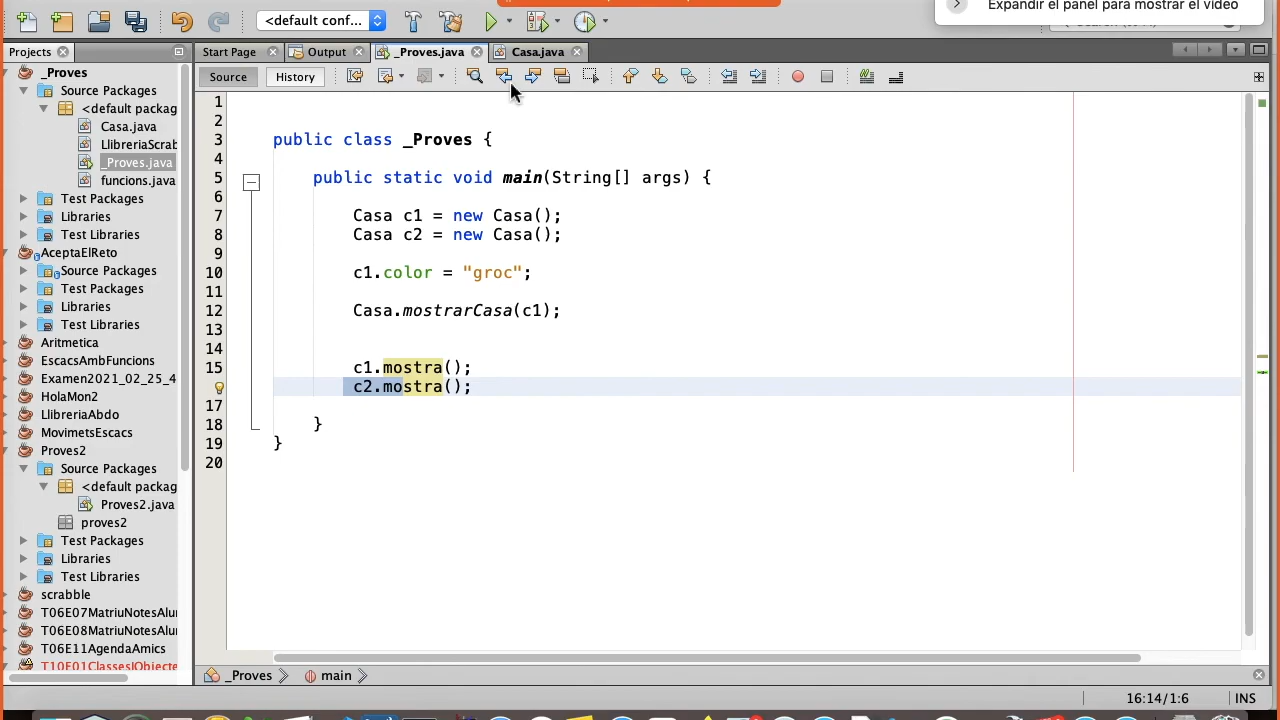 <default conf...
Expandir el panel para mostrar el video
Projects
Start Page
Output
_Proves.java
Casa.java
Source
History
_Proves
Source Packages
<default packag
Casa.java
LlibreriaScrab
_Proves.java
funcions.java
Test Packages
Libraries
Test Libraries
AceptaElReto
Source Packages
Test Packages
Libraries
Test Libraries
Aritmetica
EscacsAmbFuncions
Examen2021_02_25_4
HolaMon2
LlibreriaAbdo
MovimetsEscacs
Proves2
Source Packages
<default packag
Proves2.java
proves2
Test Packages
Libraries
Test Libraries
scrabble
T06E07MatriuNotesAlur
T06E08MatriuNotesAlur
T06E11AgendaAmics
T10E01ClassesIObjecte
1
2
3 public class _Proves {
4
5 public static void main(String[] args) {
6
7 Casa c1 = new Casa();
8 Casa c2 = new Casa();
9
10 c1.color = "groc";
11
12 Casa.mostrarCasa(c1);
13
14
15 c1.mostra();
c2.mostra();
17
18 }
19 }
20
_Proves
main
16:14/1:6
INS